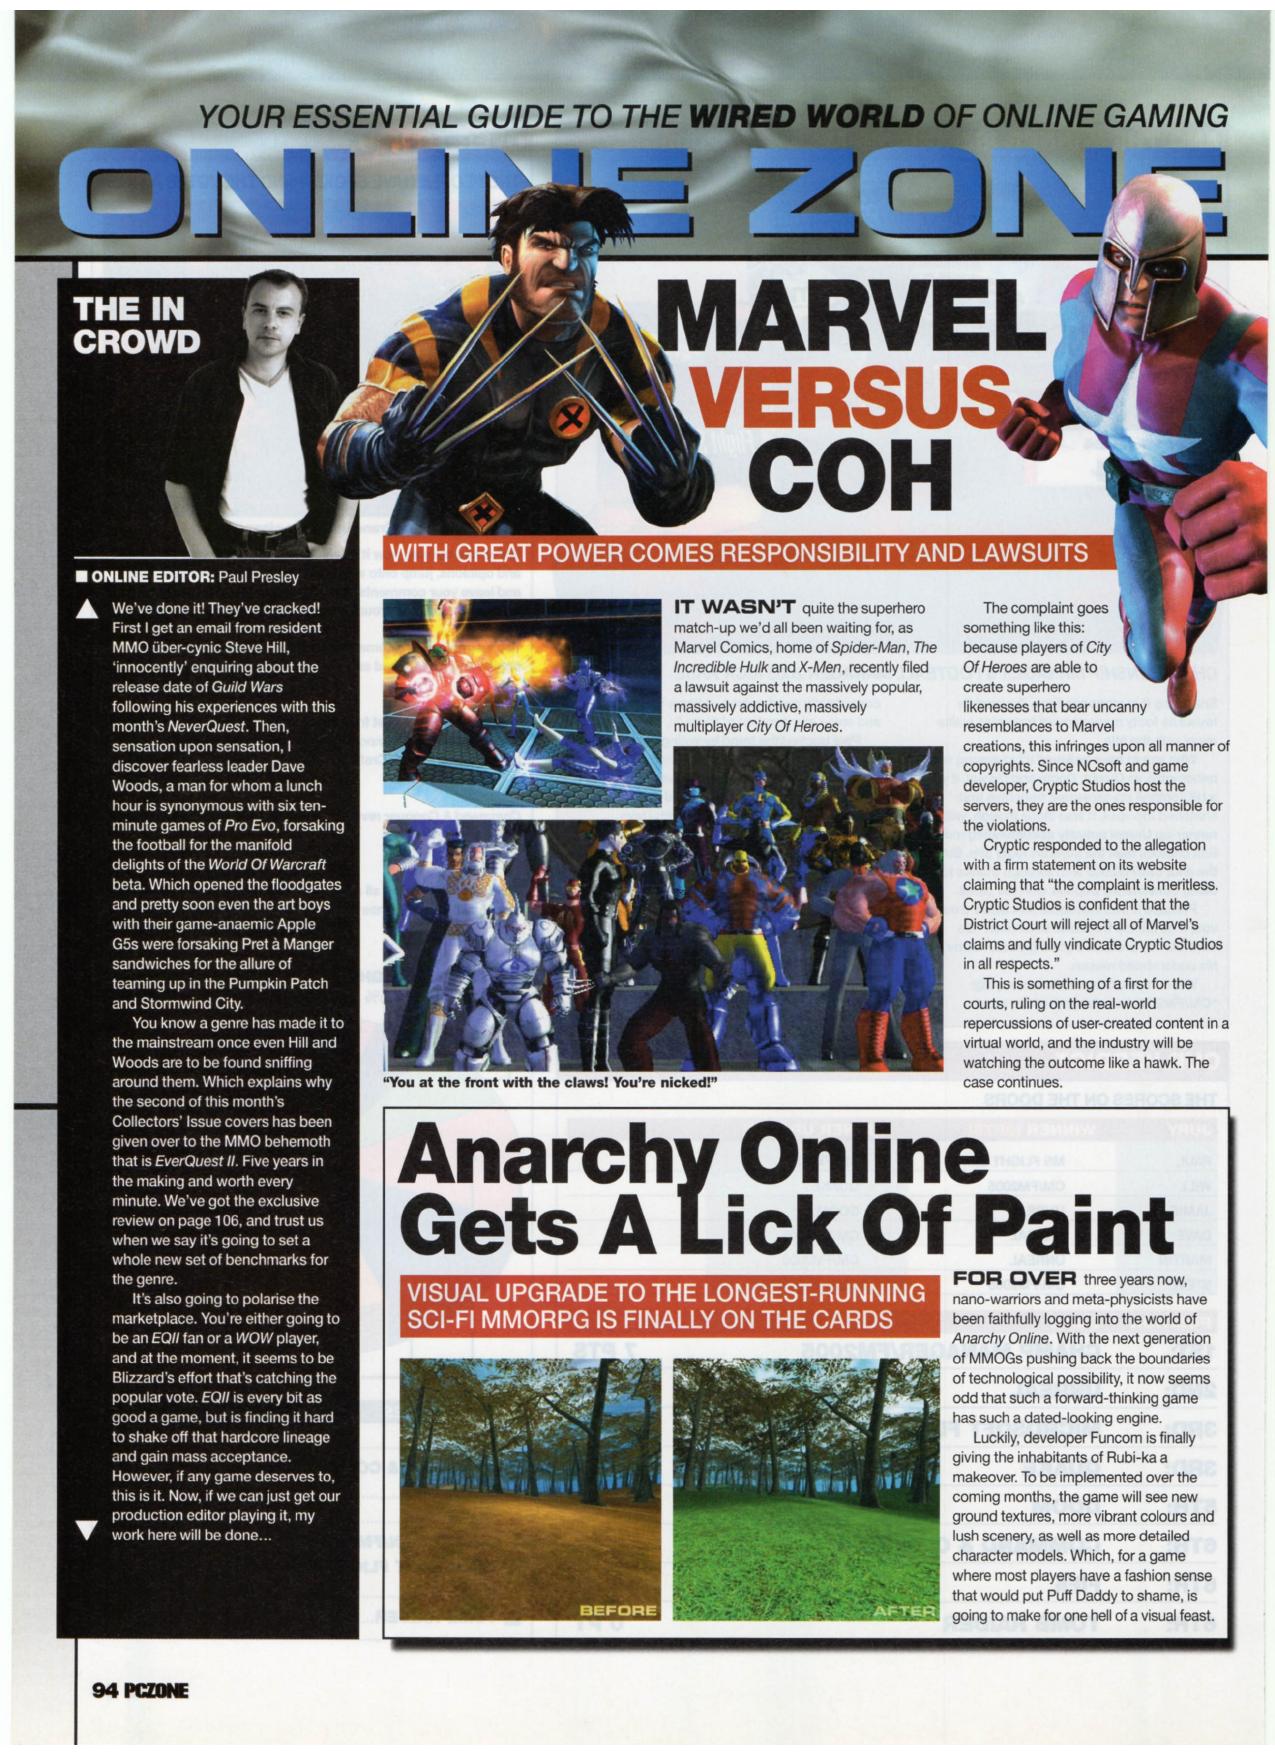 YOUR ESSENTIAL GUIDE TO THE WIRED WORLD OF ONLINE GAMING
ONLINE ZONE
THE IN
CROWD
■ ONLINE EDITOR: Paul Presley
We've done it! They've cracked!
First I get an email from resident
MMO über-cynic Steve Hill,
'innocently' enquiring about the
release date of Guild Wars
following his experiences with this
month's NeverQuest. Then,
sensation upon sensation, I
discover fearless leader Dave
Woods, a man for whom a lunch
hour is synonymous with six ten-
minute games of Pro Evo, forsaking
the football for the manifold
delights of the World Of Warcraft
beta. Which opened the floodgates
and pretty soon even the art boys
with their game-anaemic Apple
G5s were forsaking Pret à Manger
sandwiches for the allure of
teaming up in the Pumpkin Patch
and Stormwind City.
You know a genre has made it to
the mainstream once even Hill and
Woods are to be found sniffing
around them. Which explains why
the second of this month's
Collectors' Issue covers has been
given over to the MMO behemoth
that is EverQuest II. Five years in
the making and worth every
minute. We've got the exclusive
review on page 106, and trust us
when we say it's going to set a
whole new set of benchmarks for
the genre.
It's also going to polarise the
marketplace. You're either going to
be an EQII fan or a WOW player,
and at the moment, it seems to be
Blizzard's effort that's catching the
popular vote. EQII is every bit as
good a game, but is finding it hard
to shake off that hardcore lineage
and gain mass acceptance.
However, if any game deserves to,
this is it. Now, if we can just get our
production editor playing it, my
work here will be done...
MARVEL
VERSUS
COH
WITH GREAT POWER COMES RESPONSIBILITY AND LAWSUITS
IT WASN'T quite the superhero
match-up we'd all been waiting for, as
Marvel Comics, home of Spider-Man, The
Incredible Hulk and X-Men, recently filed
a lawsuit against the massively popular,
massively addictive, massively
multiplayer City Of Heroes.
The complaint goes
something like this:
because players of City
Of Heroes are able to
create superhero
likenesses that bear uncanny
resemblances to Marvel
creations, this infringes upon all manner of
copyrights. Since NCsoft and game
developer, Cryptic Studios host the
servers, they are the ones responsible for
the violations.
Cryptic responded to the allegation
with a firm statement on its website
claiming that "the complaint is meritless.
Cryptic Studios is confident that the
District Court will reject all of Marvel's
claims and fully vindicate Cryptic Studios
in all respects."
This is something of a first for the
courts, ruling on the real-world
repercussions of user-created content in a
virtual world, and the industry will be
watching the outcome like a hawk. The
case continues.
"You at the front with the claws! You're nicked!"
Anarchy Online
Gets A Lick Of Paint
VISUAL UPGRADE TO THE LONGEST-RUNNING
SCI-FI MMORPG IS FINALLY ON THE CARDS
BEFORE
AFTER
FOR OVER three years now,
nano-warriors and meta-physicists have
been faithfully logging into the world of
Anarchy Online. With the next generation
of MMOGs pushing back the boundaries
of technological possibility, it now seems
odd that such a forward-thinking game
has such a dated-looking engine.
Luckily, developer Funcom is finally
giving the inhabitants of Rubi-ka a
makeover. To be implemented over the
coming months, the game will see new
ground textures, more vibrant colours and
lush scenery, as well as more detailed
character models. Which, for a game
where most players have a fashion sense
that would put Puff Daddy to shame, is
going to make for one hell of a visual feast.
94 PCZONE